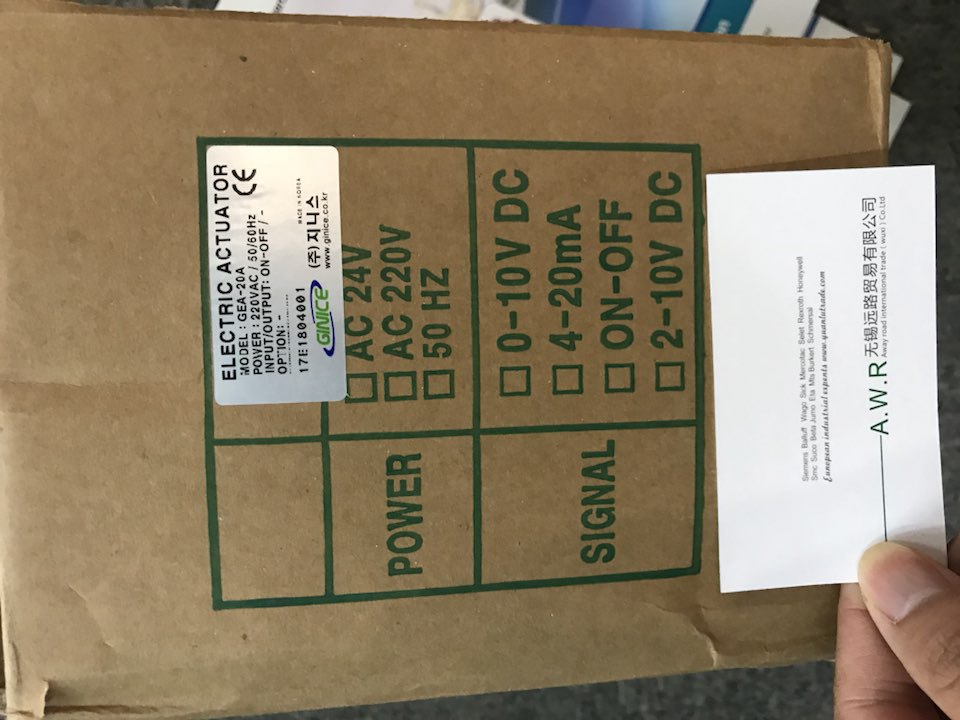 ELECTRIC ACTUATOR
MODEL : GEA-20A
POWER : 220VAC / 50/60Hz
INPUT/OUTPUT: ON-OFF / -
OPTION: -
CE
17E1804001
MADE IN KOREA
GINICE
(주) 지니스
www.ginice.co.kr
POWER
AC 24V
AC 220V
50 HZ
SIGNAL
0-10V DC
4-20mA
ON-OFF
2-10V DC
Siemens Balluff Wago Sick Mercotac Selet Rexroth Honeywell
Smc Suco Beta Jumo Eta Mts Burkert Schmersal
European industrial experts www.yuanlutrade.com
A.W.R 无锡远路贸易有限公司
Away road international trade ( wuxi ) Co.Ltd